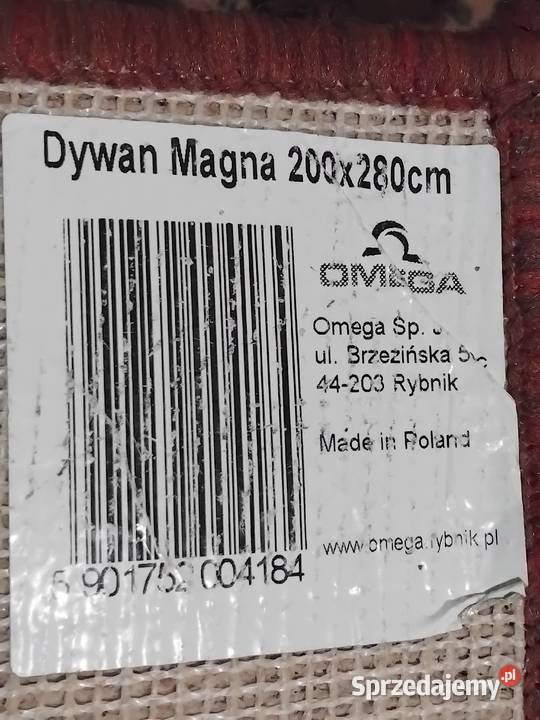 Dywan Magna 200x280cm
OMEGA
Omega Sp.
ul. Brzezińska
44-203 Rybnik
Made in Poland
www.omega.rybnik.pl
5 901752 004184
Sprzedajemy.pl